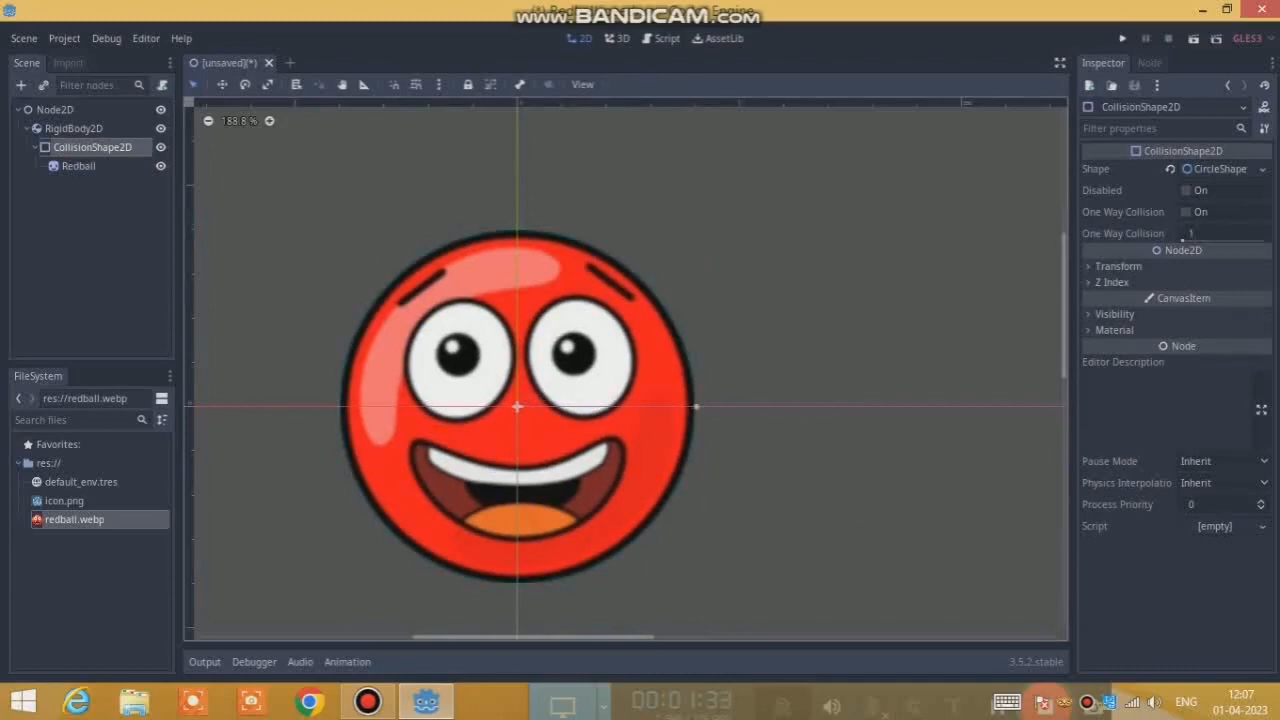 www.BANDICAM.com
Scene Project Debug Editor Help
2D 3D Script AssetLib
GLES3
Scene Import
[unsaved](*)
Inspector Node
Filter nodes
View
Node2D
188.8 %
CollisionShape2D
RigidBody2D
Filter properties
CollisionShape2D
CollisionShape2D
Redball
Shape CircleShape
Disabled On
One Way Collision On
One Way Collision 1
Node2D
Transform
Z Index
CanvasItem
Visibility
Material
Node
Editor Description
FileSystem
res://redball.webp
Search files
Favorites:
res://
default_env.tres
icon.png
redball.webp
Pause Mode Inherit
Physics Interpolatio Inherit
Process Priority 0
Script [empty]
Output Debugger Audio Animation
3.5.2.stable
00:01:33
ENG
12:07
01-04-2023